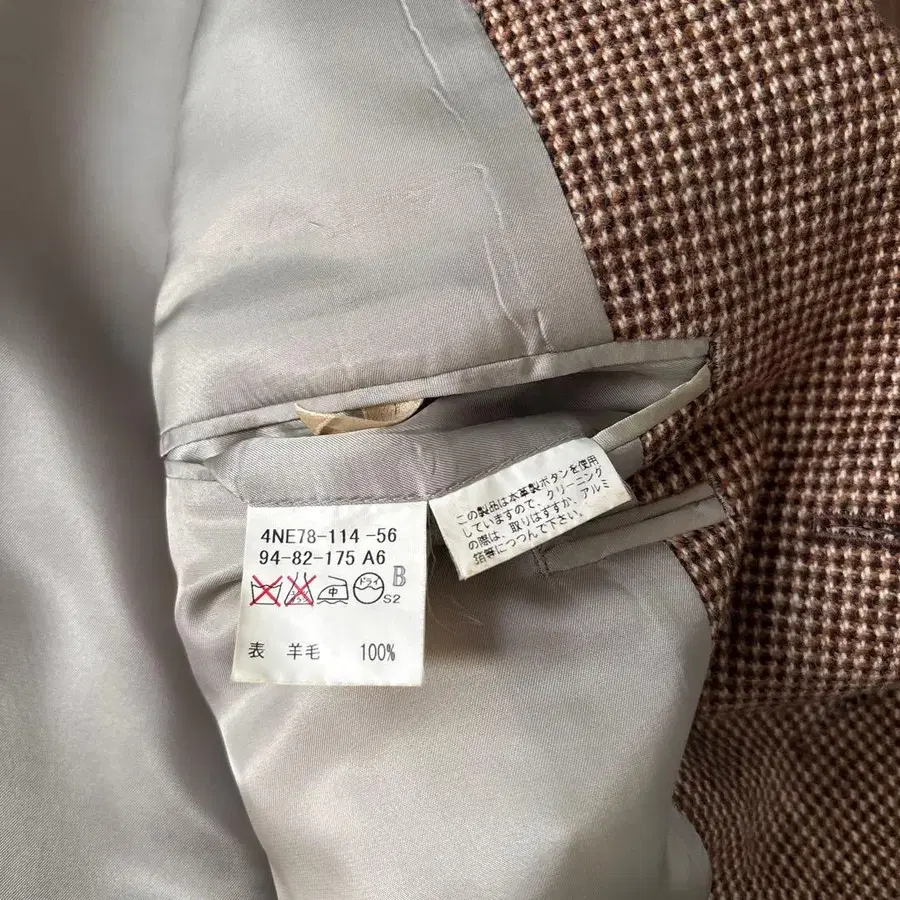 4NE78-114-56
94-82-175 A6
中 ドライ B
S2
表 羊毛 100%
この製品は本革製ボタンを使用
していますので、クリーニング
の際は、取りはずすか、アルミ
箔等につつんで下さい。